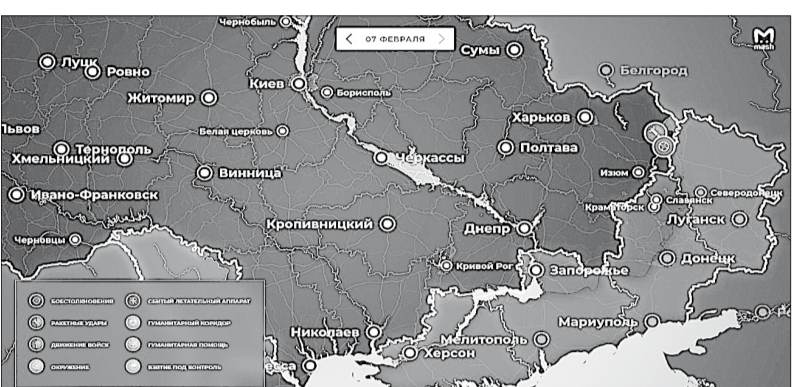 Чернобыль
07 ФЕВРАЛЯ
mash
Сумы
Луцк
Ровно
Белгород
Киев
Борисполь
Житомир
Харьков
Белая церковь
Тернополь
Хмельницкий
Черкассы
Полтава
Винница
Изюм
Ивано-Франковск
Северодонецк
Славянск
Краматорск
Луганск
Кропивницкий
Днепр
Черновцы
Донецк
Кривой Рог
Запорожье
БОЕСТОЛКНОВЕНИЯ
СБИТЫЙ ЛЕТАТЕЛЬНЫЙ АППАРАТ
РАКЕТНЫЕ УДАРЫ
ГУМАНИТАРНЫЙ КОРИДОР
ДВИЖЕНИЕ ВОЙСК
ГУМАНИТАРНАЯ ПОМОЩЬ
ОКРУЖЕНИЕ
ВЗЯТИЕ ПОД КОНТРОЛЬ
Николаев
Мариуполь
Мелитополь
Херсон